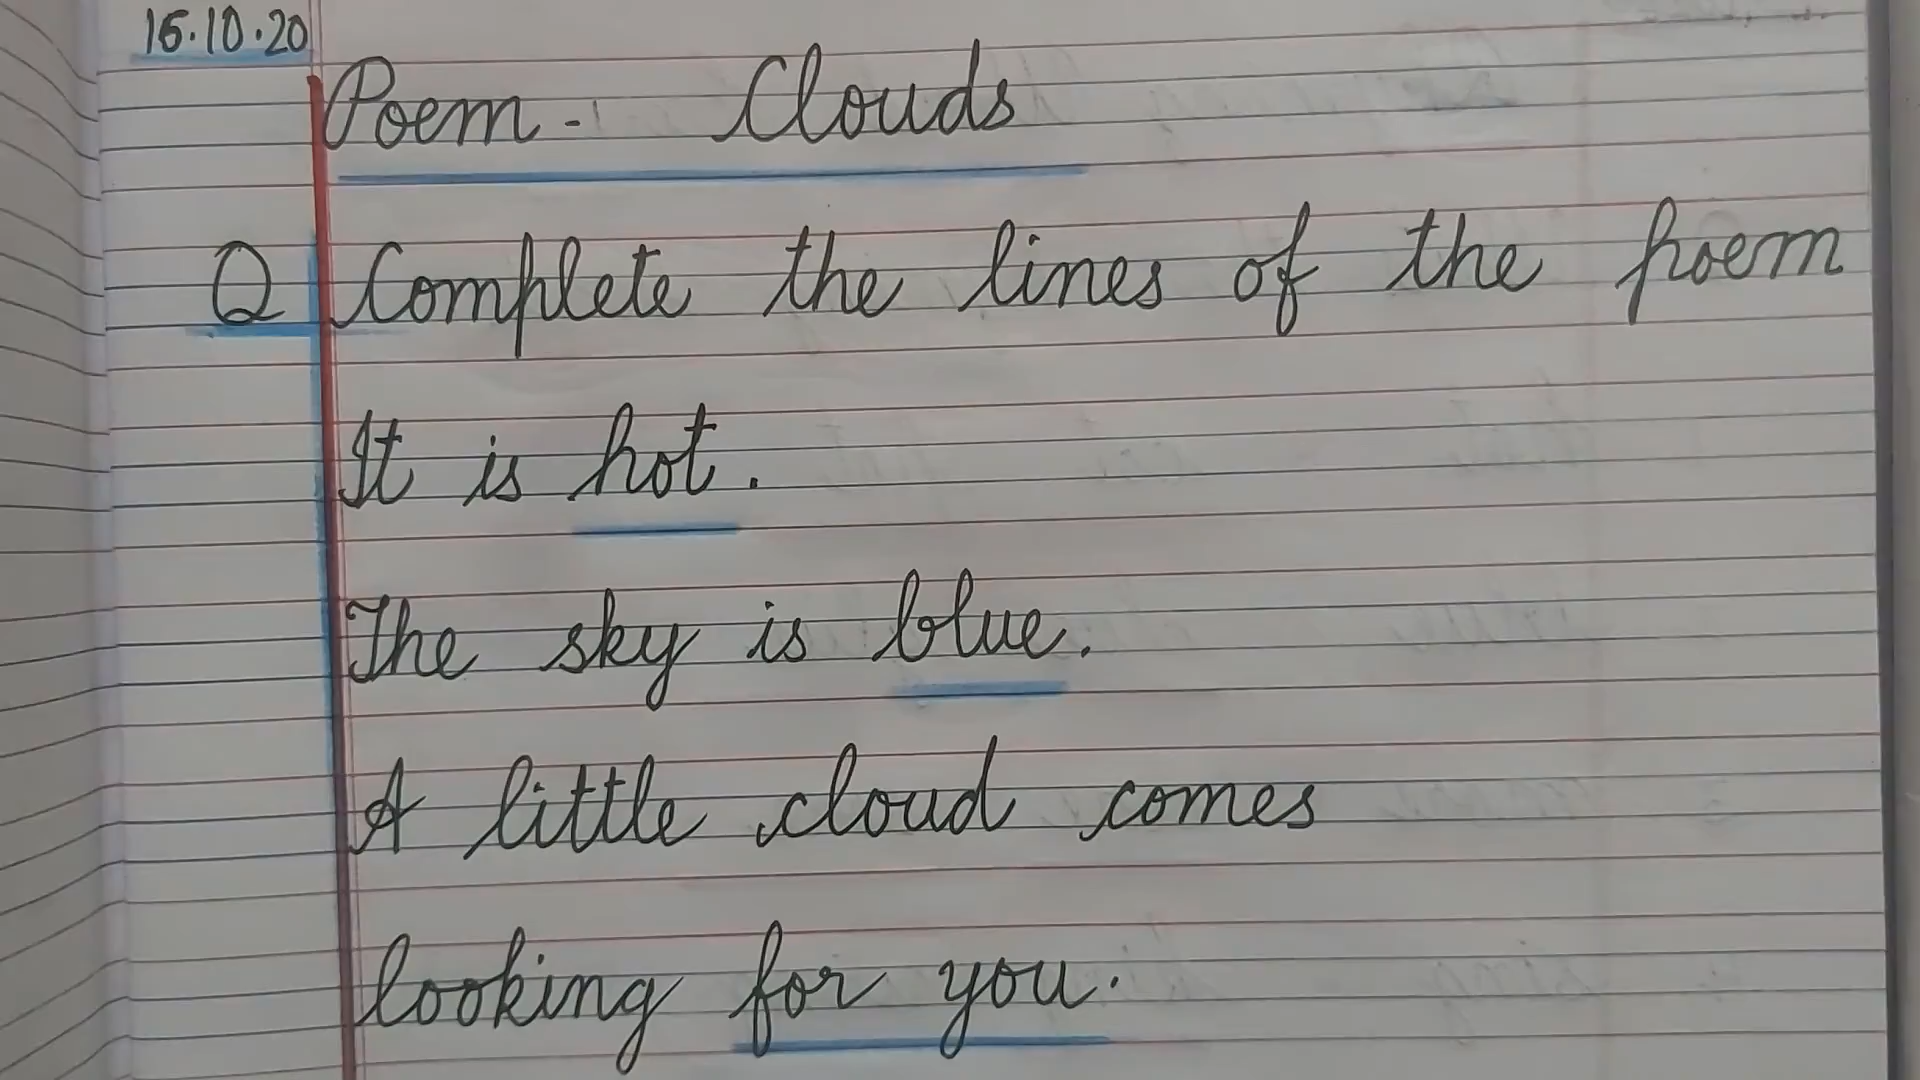 16.10.20
Poem - Clouds
Q Complete the lines of the poem
It is hot.
The sky is blue.
A little cloud comes
looking for you.